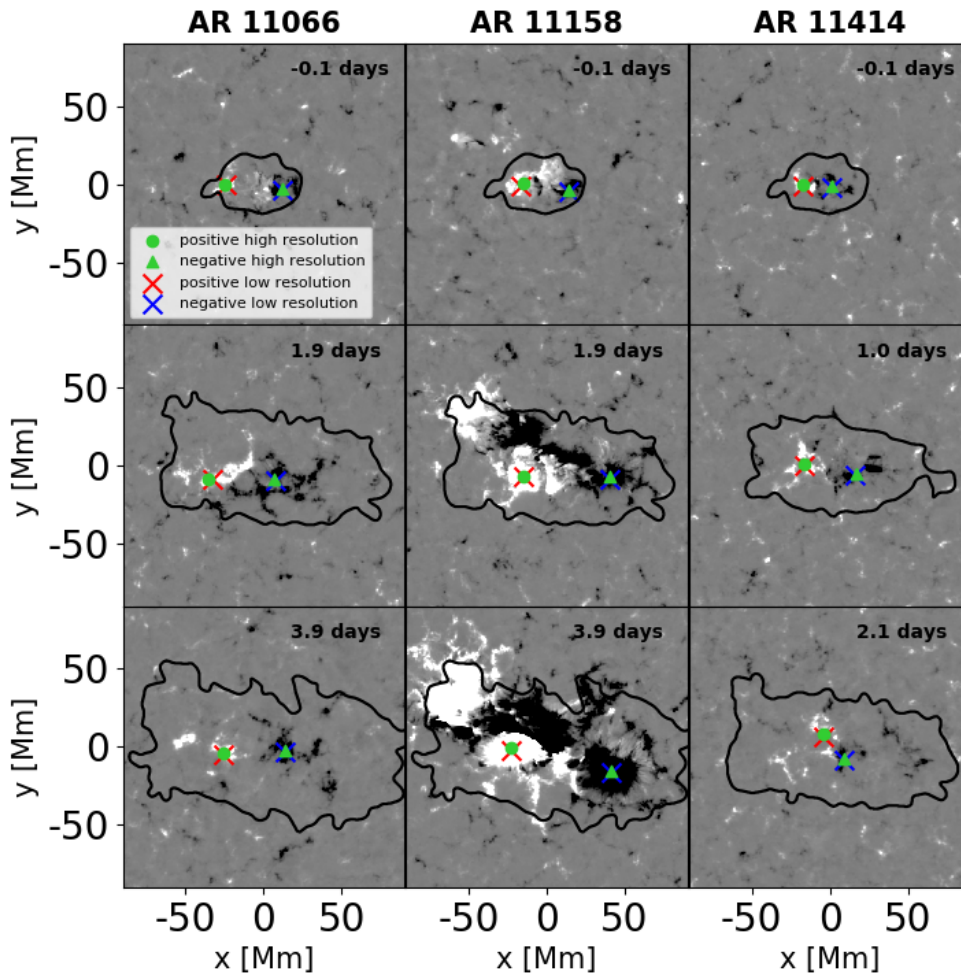 AR 11066 AR 11158 AR 11414
-0.1 days -0.1 days -0.1 days
50
0
-50
y [Mm]
positive high resolution
negative high resolution
positive low resolution
negative low resolution
1.9 days 1.9 days 1.0 days
50
0
-50
y [Mm]
3.9 days 3.9 days 2.1 days
50
0
-50
y [Mm]
-50 0 50 -50 0 50 -50 0 50
x [Mm] x [Mm] x [Mm]